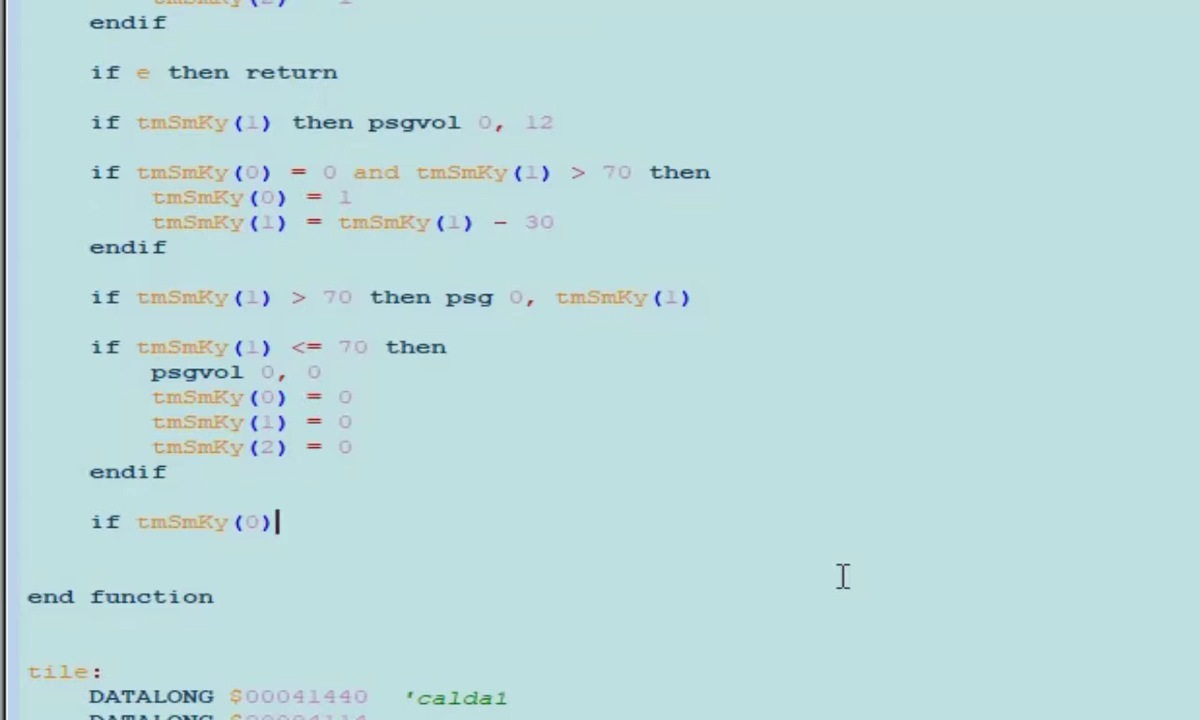 endif
if e then return
if tmSmKy(1) then psgvol 0, 12
if tmSmKy(0) = 0 and tmSmKy(1) > 70 then
tmSmKy(0) = 1
tmSmKy(1) = tmSmKy(1) - 30
endif
if tmSmKy(1) > 70 then psg 0, tmSmKy(1)
if tmSmKy(1) <= 70 then
psgvol 0, 0
tmSmKy(0) = 0
tmSmKy(1) = 0
tmSmKy(2) = 0
endif
if tmSmKy(0)
end function
tile:
DATALONG $00041440 'calda1